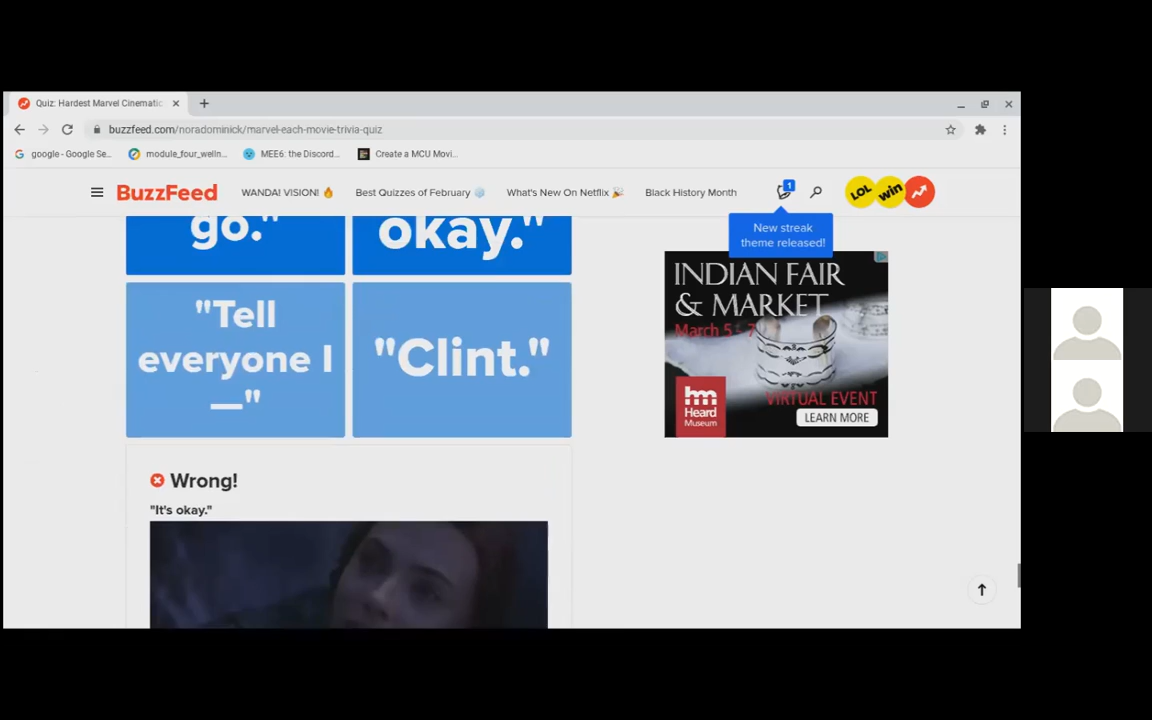 Quiz: Hardest Marvel Cinematic
buzzfeed.com/noradominick/marvel-each-movie-trivia-quiz
google - Google Se...
module_four_welln...
MEE6: the Discord...
Create a MCU Movi...
BuzzFeed
WANDA! VISION! 🔥
Best Quizzes of February
What's New On Netflix 🎉
Black History Month
1
LOL
win
New streak
theme released!
go."
okay."
"Tell
everyone I
—"
"Clint."
INDIAN FAIR
& MARKET
March 5 - 7
hm
Heard
Museum
VIRTUAL EVENT
LEARN MORE
Wrong!
"It's okay."